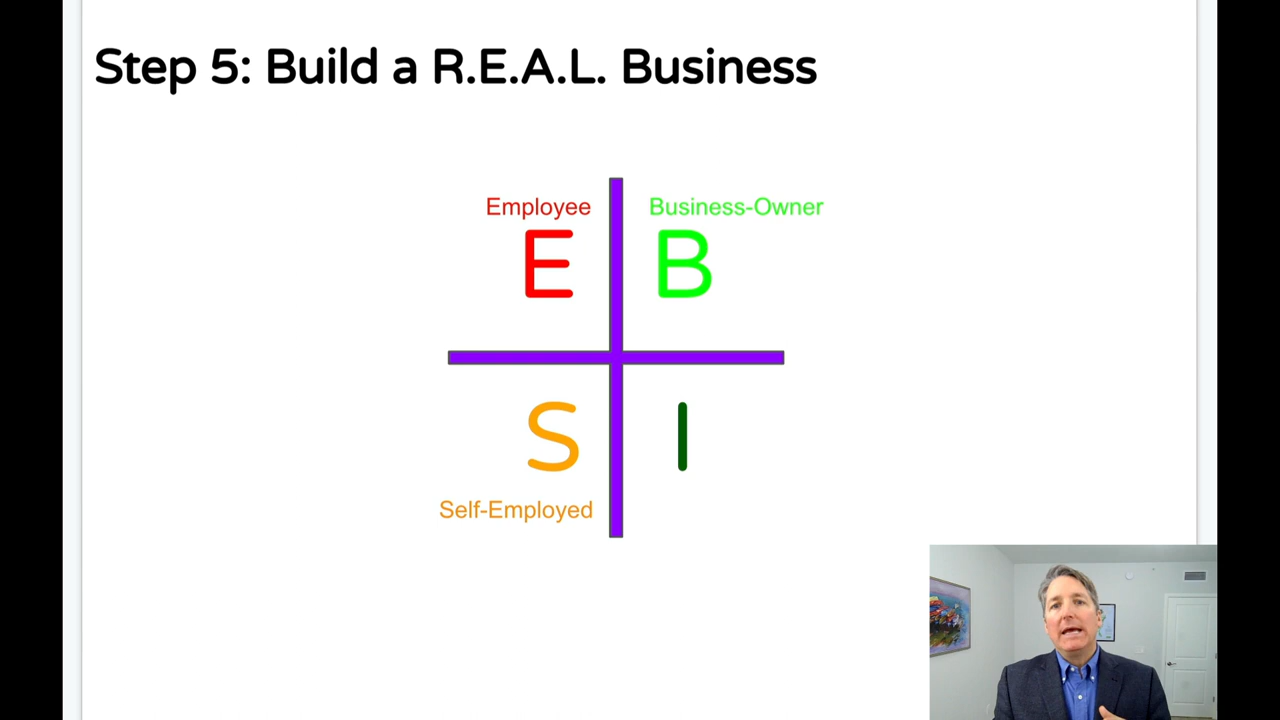 Step 5: Build a R.E.A.L. Business
Employee
Business-Owner
E
B
S
I
Self-Employed